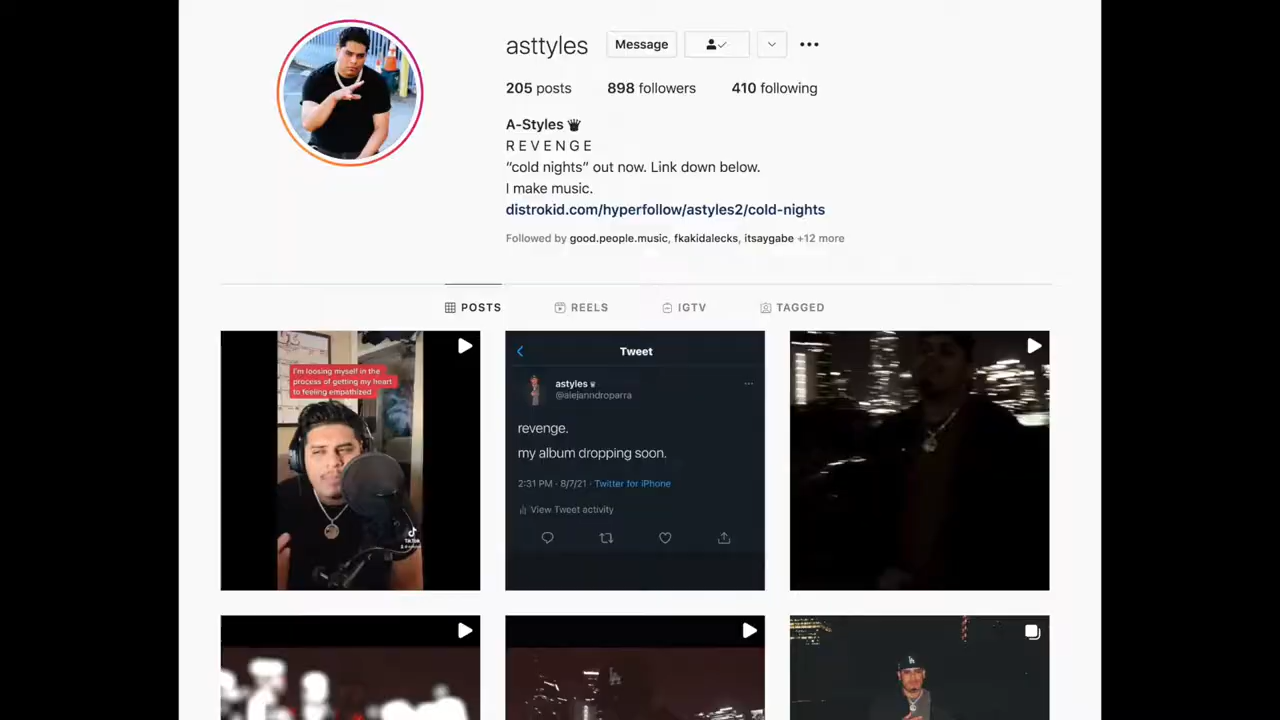 asttyles Message
205 posts 898 followers 410 following
A-Styles
R E V E N G E
“cold nights” out now. Link down below.
I make music.
distrokid.com/hyperfollow/astyles2/cold-nights
Followed by good.people.music, fkakidalecks, itsaygabe +12 more
POSTS REELS IGTV TAGGED
I'm loosing myself in the
process of getting my heart
to feeling empathized
TikTok
Tweet
astyles
@alejanndroparra
revenge.
my album dropping soon.
2:31 PM · 8/7/21 · Twitter for iPhone
View Tweet activity
LA